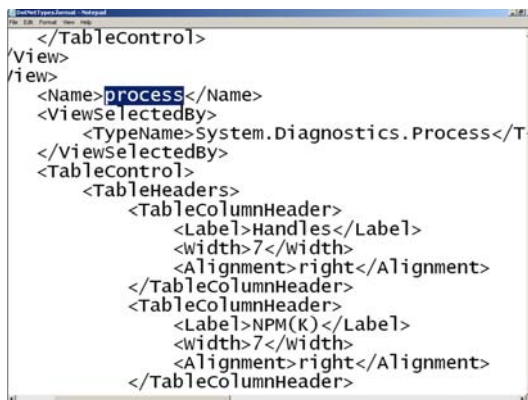 DotNetTypes.format - Notepad
File Edit Format View Help
</TableControl>
/View>
/iew>
<Name>process</Name>
<ViewSelectedBy>
<TypeName>System.Diagnostics.Process</T
</ViewSelectedBy>
<TableControl>
<TableHeaders>
<TableColumnHeader>
<Label>Handles</Label>
<Width>7</Width>
<Alignment>right</Alignment>
</TableColumnHeader>
<TableColumnHeader>
<Label>NPM(K)</Label>
<Width>7</Width>
<Alignment>right</Alignment>
</TableColumnHeader>